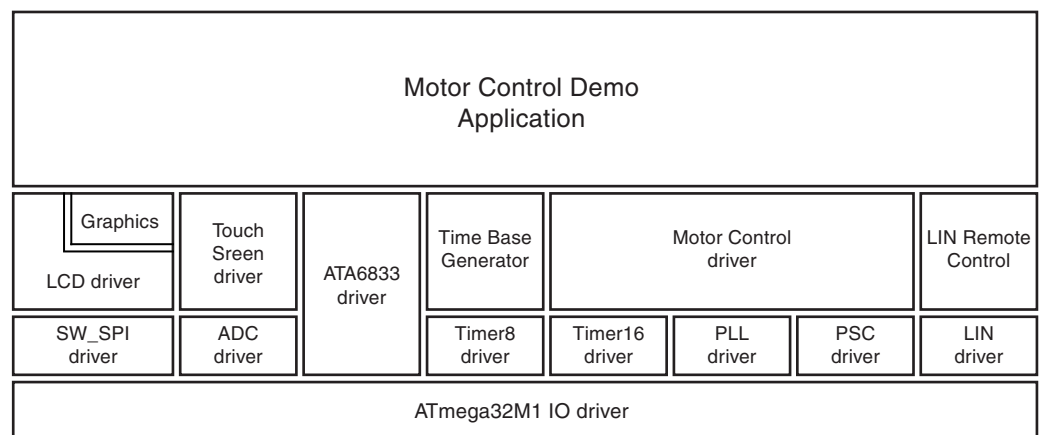 Motor Control Demo
Application
Graphics
LCD driver
Touch
Sreen
driver
ATA6833
driver
Time Base
Generator
Motor Control
driver
LIN Remote
Control
SW_SPI
driver
ADC
driver
Timer8
driver
Timer16
driver
PLL
driver
PSC
driver
LIN
driver
ATmega32M1 IO driver